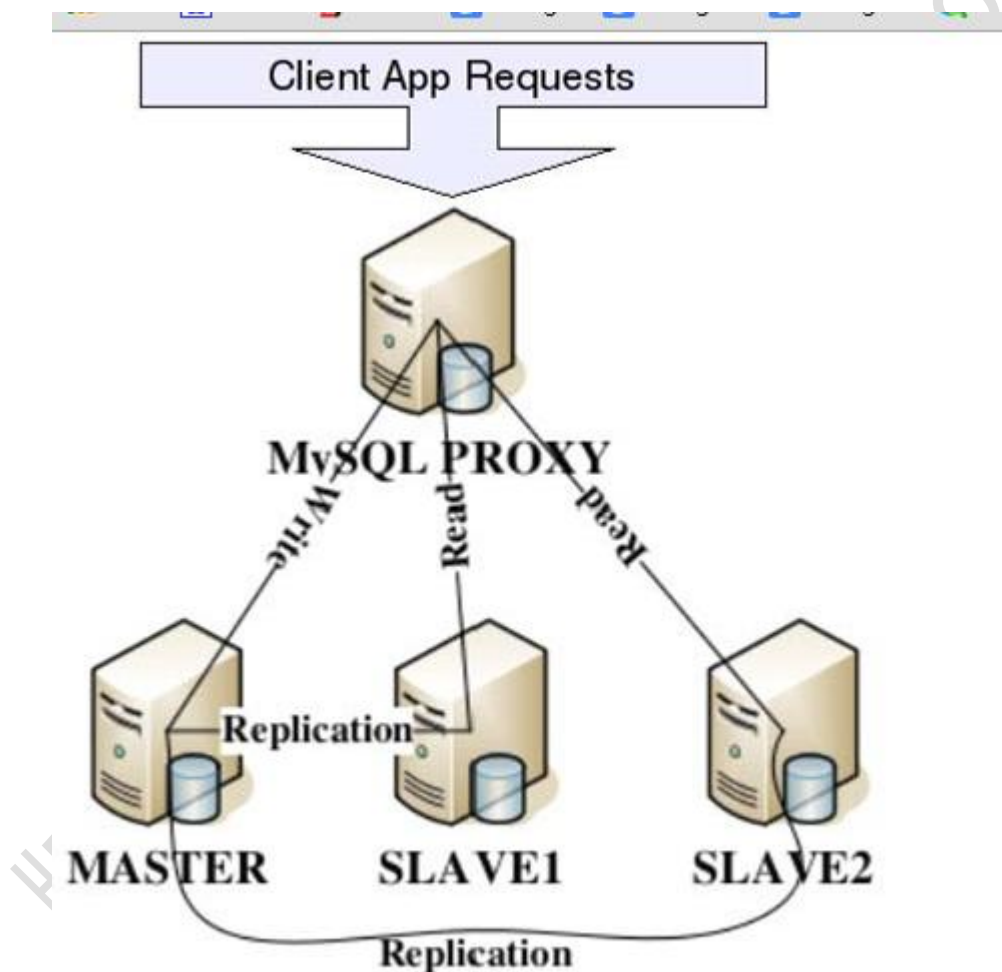 Client App Requests
MySQL PROXY
Write
Read
Read
Replication
MASTER
SLAVE1
SLAVE2
Replication